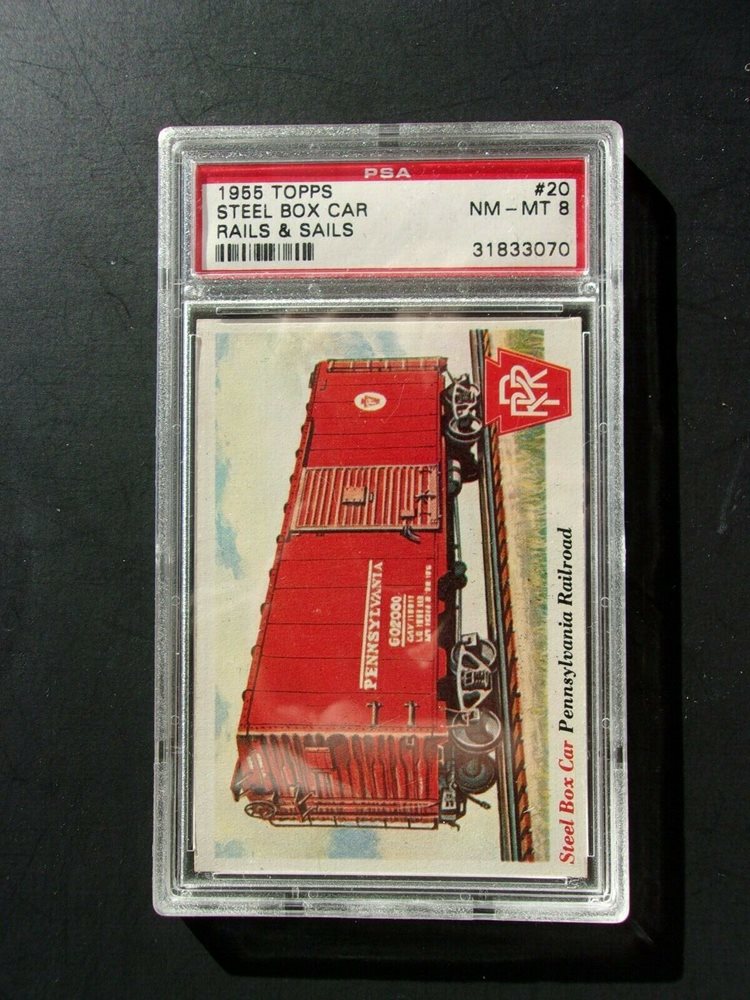 PSA
1955 TOPPS #20
STEEL BOX CAR NM-MT 8
RAILS & SAILS
31833070
PRR
PENNSYLVANIA
602000
Steel Box Car Pennsylvania Railroad